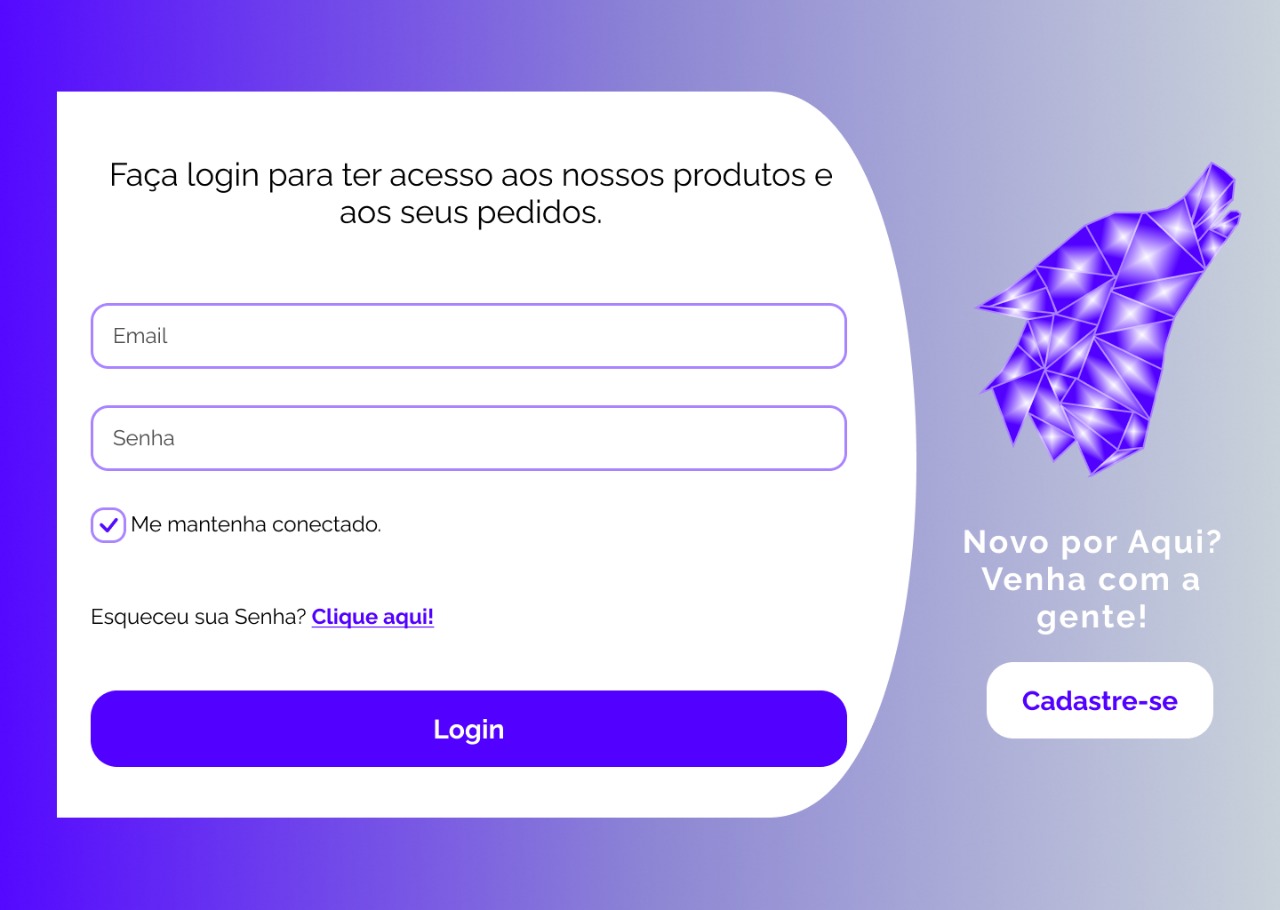 Faça login para ter acesso aos nossos produtos e
aos seus pedidos.
Email
Senha
Me mantenha conectado.
Esqueceu sua Senha? Clique aqui!
Login
Novo por Aqui?
Venha com a
gente!
Cadastre-se